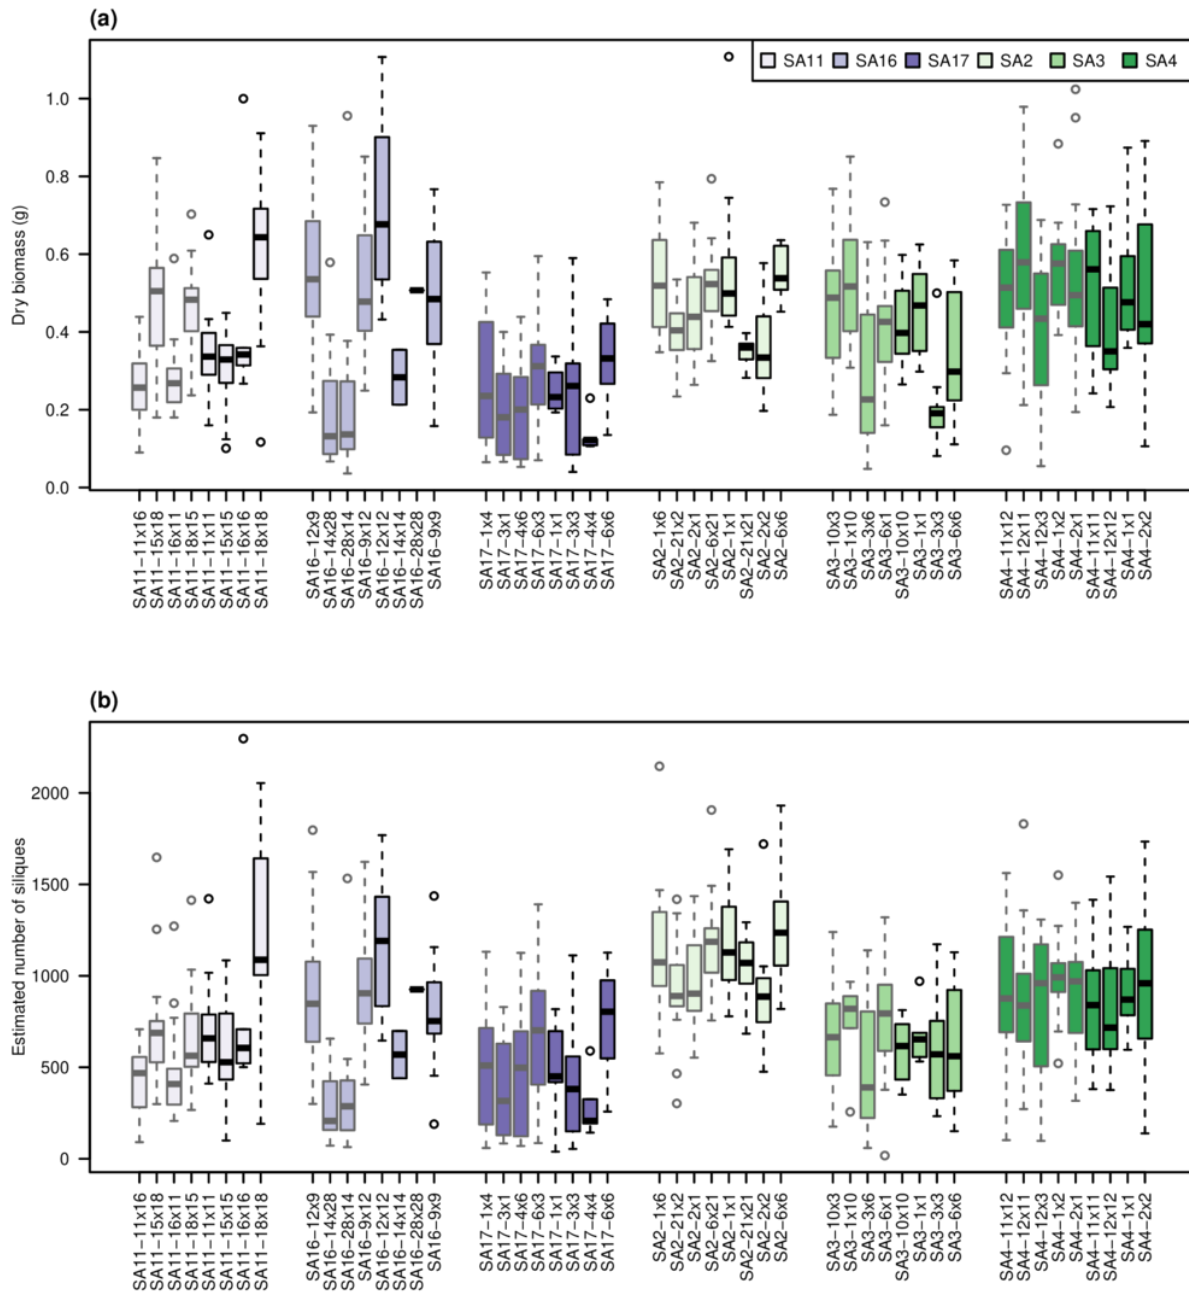 (a)
SA11 SA16 SA17 SA2 SA3 SA4
Dry biomass (g)
1.0
0.8
0.6
0.4
0.2
0.0
SA11−11x16
SA11−15x18
SA11−16x11
SA11−18x15
SA11−11x11
SA11−15x15
SA11−16x16
SA11−18x18
SA16−12x9
SA16−14x28
SA16−28x14
SA16−9x12
SA16−12x12
SA16−14x14
SA16−28x28
SA16−9x9
SA17−1x4
SA17−3x1
SA17−4x6
SA17−6x3
SA17−1x1
SA17−3x3
SA17−4x4
SA17−6x6
SA2−1x6
SA2−21x2
SA2−2x1
SA2−6x21
SA2−1x1
SA2−21x21
SA2−2x2
SA2−6x6
SA3−10x3
SA3−1x10
SA3−3x6
SA3−6x1
SA3−10x10
SA3−1x1
SA3−3x3
SA3−6x6
SA4−11x12
SA4−12x11
SA4−12x3
SA4−1x2
SA4−2x1
SA4−11x11
SA4−12x12
SA4−1x1
SA4−2x2
(b)
Estimated number of siliques
2000
1500
1000
500
0
SA11−11x16
SA11−15x18
SA11−16x11
SA11−18x15
SA11−11x11
SA11−15x15
SA11−16x16
SA11−18x18
SA16−12x9
SA16−14x28
SA16−28x14
SA16−9x12
SA16−12x12
SA16−14x14
SA16−28x28
SA16−9x9
SA17−1x4
SA17−3x1
SA17−4x6
SA17−6x3
SA17−1x1
SA17−3x3
SA17−4x4
SA17−6x6
SA2−1x6
SA2−21x2
SA2−2x1
SA2−6x21
SA2−1x1
SA2−21x21
SA2−2x2
SA2−6x6
SA3−10x3
SA3−1x10
SA3−3x6
SA3−6x1
SA3−10x10
SA3−1x1
SA3−3x3
SA3−6x6
SA4−11x12
SA4−12x11
SA4−12x3
SA4−1x2
SA4−2x1
SA4−11x11
SA4−12x12
SA4−1x1
SA4−2x2